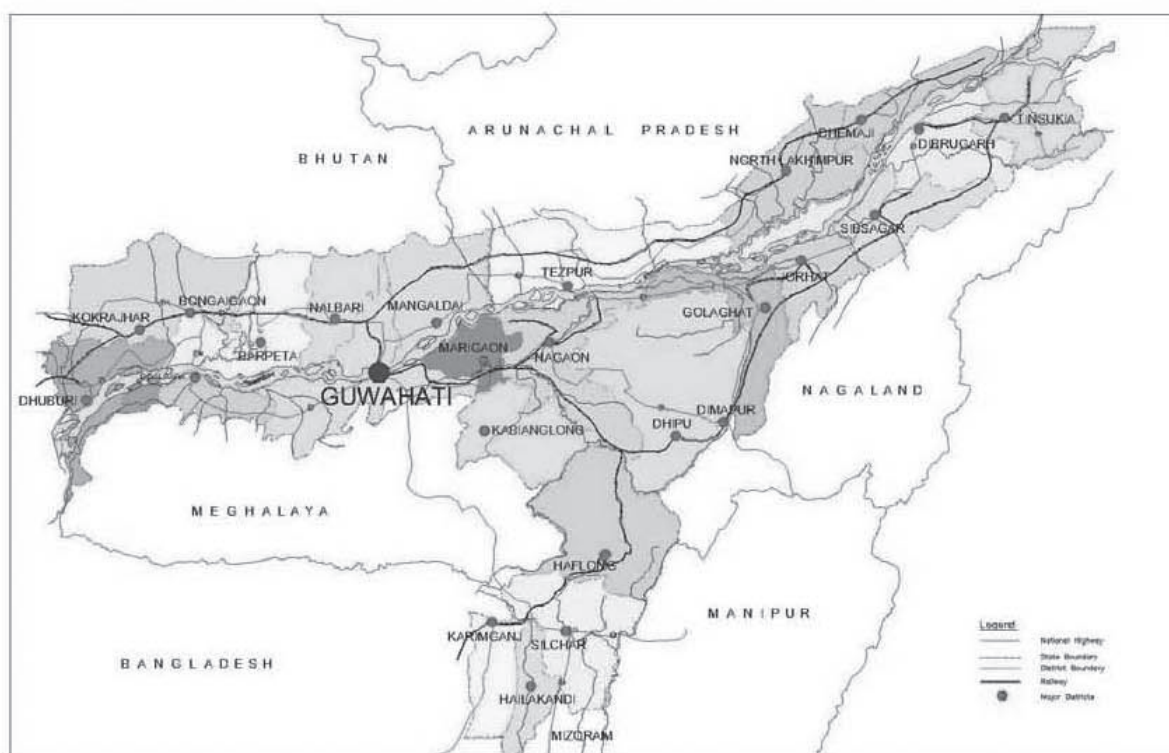 ARUNACHAL PRADESH
BHUTAN
DHEMAJI
TINSUKIA
DIBRUGARH
NORTH LAKHIMPUR
SIBSAGAR
TEZPUR
JORHAT
BONGAIGAON
NALBARI
MANGALDAI
KOKRAJHAR
GOLAGHAT
MARIGAON
BARPETA
NAGAON
GUWAHATI
NAGALAND
DHUBURI
DIMAPUR
DHIPU
KABIANGLONG
MEGHALAYA
HAFLONG
MANIPUR
KARIMGANJ
SILCHAR
BANGLADESH
HAILAKANDI
MIZORAM
Legend
National Highway
State Boundary
District Boundary
Railway
Major Districts